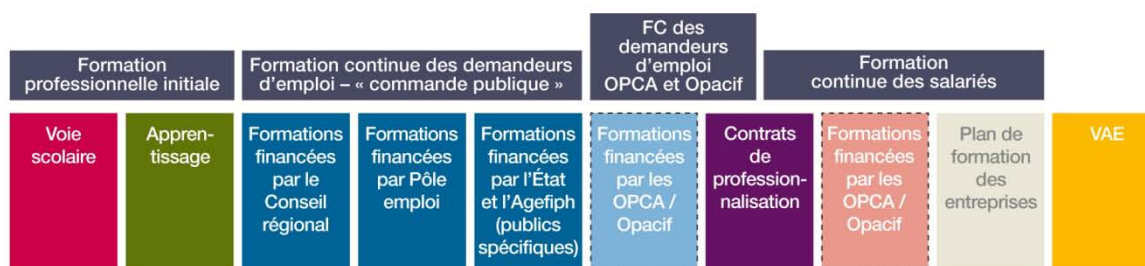 Formation
professionnelle initiale
Formation continue des demandeurs
d'emploi – « commande publique »
FC des
demandeurs
d'emploi
OPCA et Opacif
Formation
continue des salariés
Voie
scolaire
Appren-
tissage
Formations
financées
par le
Conseil
régional
Formations
financées
par Pôle
emploi
Formations
financées
par l'État
et l'Agefiph
(publics
spécifiques)
Formations
financées
par les
OPCA /
Opacif
Contrats
de
profession-
nalisation
Formations
financées
par les
OPCA /
Opacif
Plan de
formation
des
entreprises
VAE